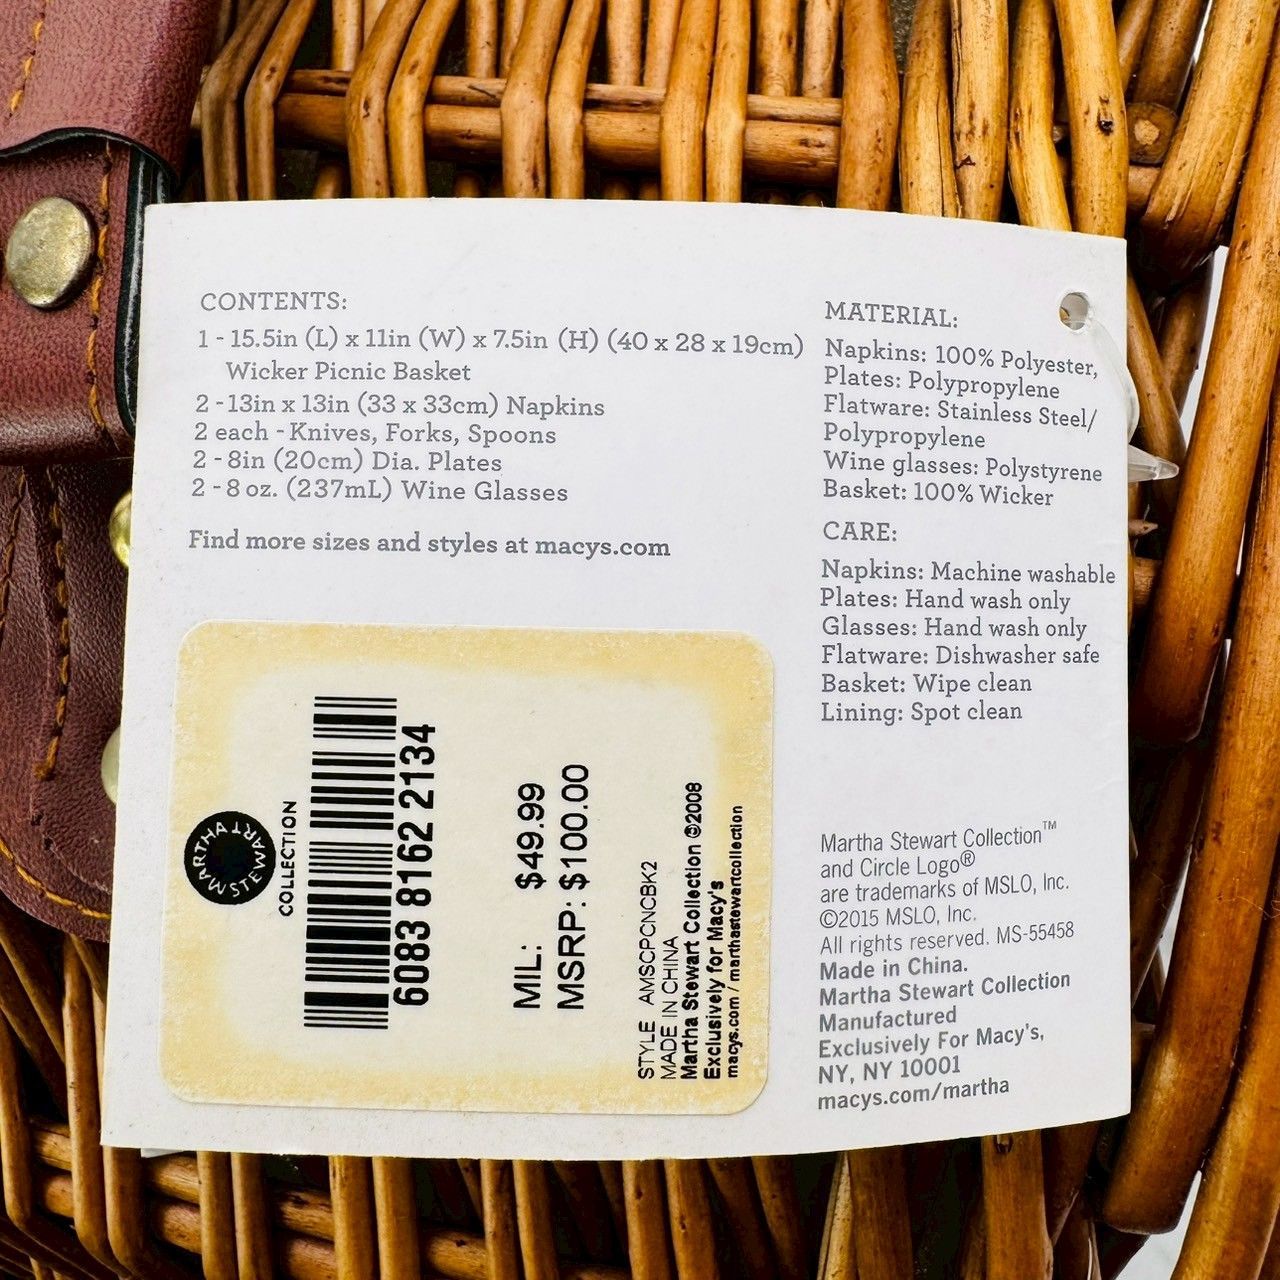 CONTENTS:
1 - 15.5in (L) x 11in (W) x 7.5in (H) (40 x 28 x 19cm)
Wicker Picnic Basket
2 - 13in x 13in (33 x 33cm) Napkins
2 each - Knives, Forks, Spoons
2 - 8in (20cm) Dia. Plates
2 - 8 oz. (237mL) Wine Glasses
Find more sizes and styles at macys.com
MATERIAL:
Napkins: 100% Polyester,
Plates: Polypropylene
Flatware: Stainless Steel/
Polypropylene
Wine glasses: Polystyrene
Basket: 100% Wicker
CARE:
Napkins: Machine washable
Plates: Hand wash only
Glasses: Hand wash only
Flatware: Dishwasher safe
Basket: Wipe clean
Lining: Spot clean
Martha Stewart Collection™
and Circle Logo®
are trademarks of MSLO, Inc.
©2015 MSLO, Inc.
All rights reserved. MS-55458
Made in China.
Martha Stewart Collection
Manufactured
Exclusively For Macy's,
NY, NY 10001
macys.com/martha
MARTHA STEWART
COLLECTION
6083 8162 2134
MIL: $49.99
MSRP: $100.00
STYLE AMSCPCNCBK2
MADE IN CHINA
Martha Stewart Collection ©2008
Exclusively for Macy's
macys.com / marthastewartcollection